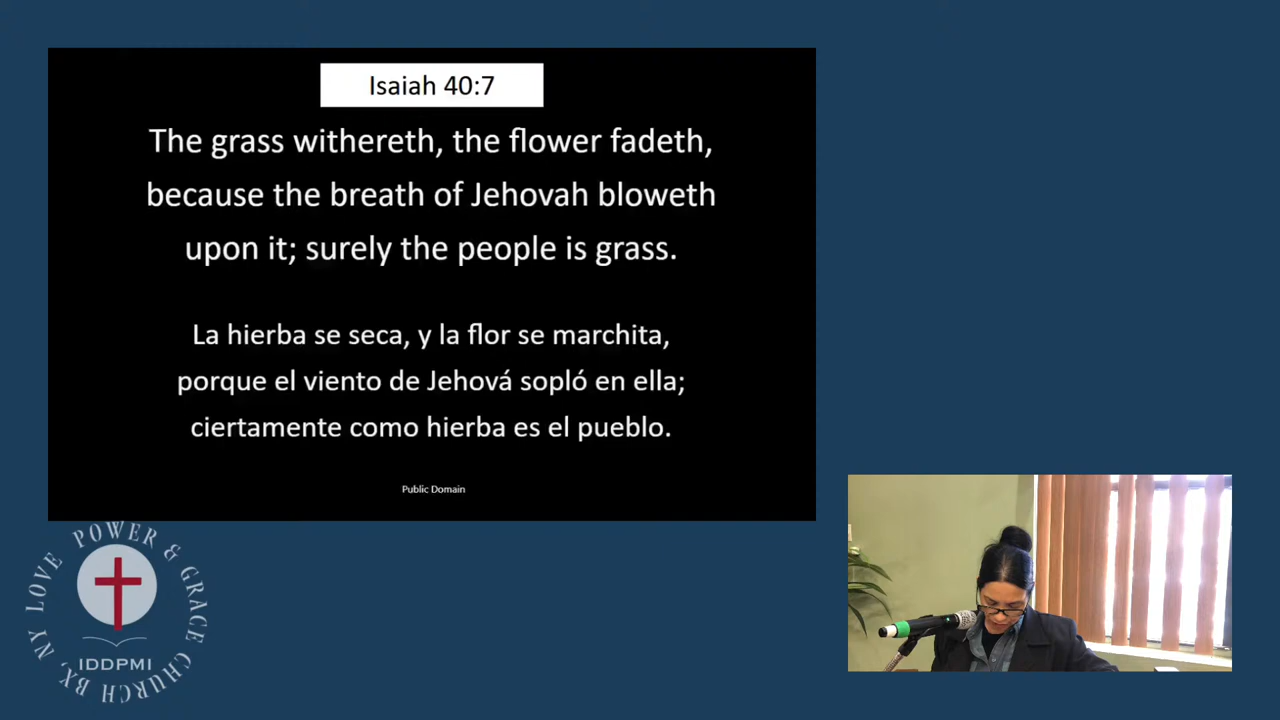 Isaiah 40:7
The grass withereth, the flower fadeth,
because the breath of Jehovah bloweth
upon it; surely the people is grass.
La hierba se seca, y la flor se marchita,
porque el viento de Jehová sopló en ella;
ciertamente como hierba es el pueblo.
Public Domain
NY LOVE POWER & GRACE CHURCH BX,
IDDPMI